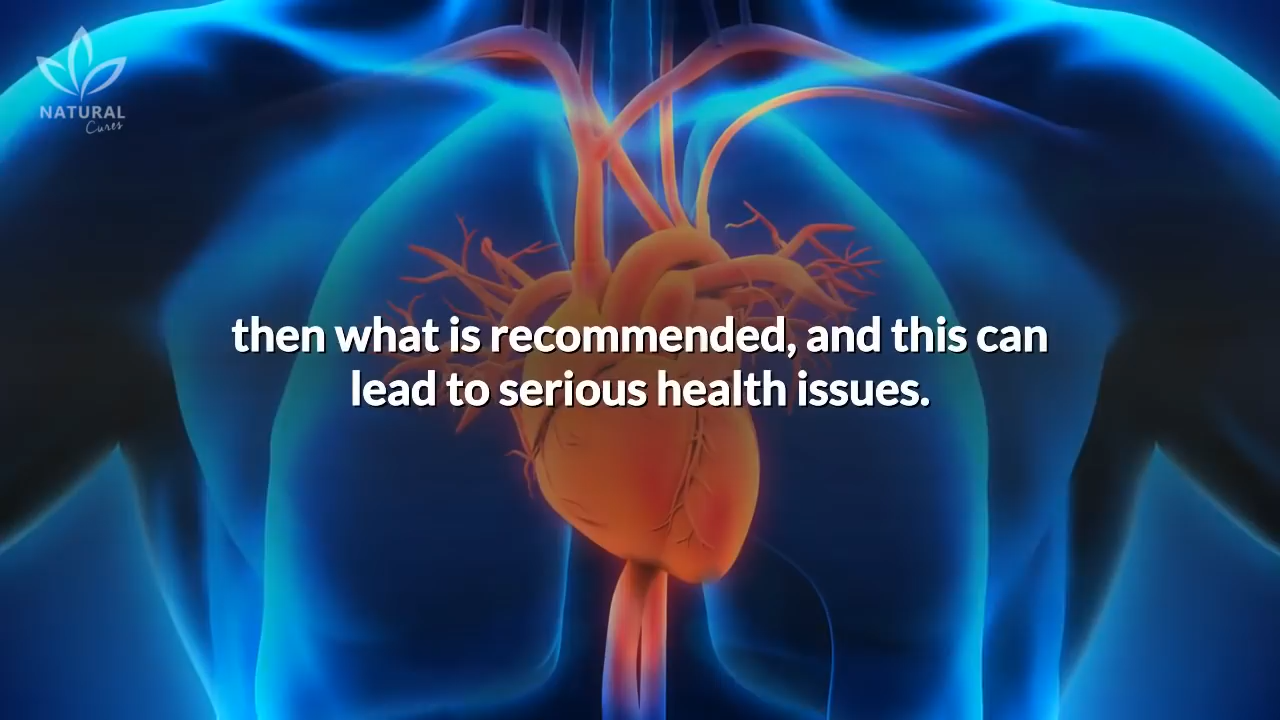 NATURAL
Cures
then what is recommended, and this can
lead to serious health issues.